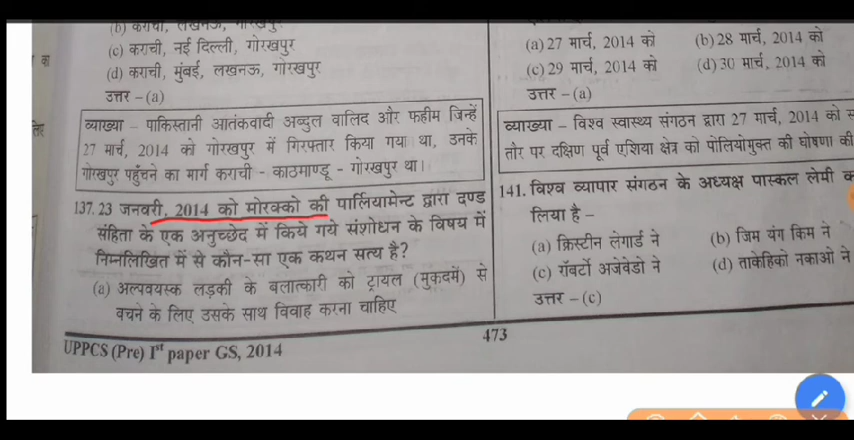 (b) कराची, लखनऊ, गोरखपुर
(c) कराची, नई दिल्ली, गोरखपुर
(d) कराची, मुंबई, लखनऊ, गोरखपुर
उत्तर –(a)
व्याख्या – पाकिस्तानी आतंकवादी अब्दुल वालिद और फहीम जिन्हें
27 मार्च, 2014 को गोरखपुर में गिरफ्तार किया गया था, उनके
गोरखपुर पहुँचने का मार्ग कराची - काठमाण्डू - गोरखपुर था।
137. 23 जनवरी, 2014 को मोरक्को की पार्लियामेन्ट द्वारा दण्ड
संहिता के एक अनुच्छेद में किये गये संशोधन के विषय में
निम्नलिखित में से कौन-सा एक कथन सत्य है?
(a) अल्पवयस्क लड़की के बलात्कारी को ट्रायल (मुकदमें) से
बचने के लिए उसके साथ विवाह करना चाहिए
(a) 27 मार्च, 2014 को (b) 28 मार्च, 2014 को
(c) 29 मार्च, 2014 को (d) 30 मार्च, 2014 को
उत्तर –(a)
व्याख्या – विश्व स्वास्थ्य संगठन द्वारा 27 मार्च, 2014 को
तौर पर दक्षिण पूर्व एशिया क्षेत्र को पोलियोमुक्त की घोषणा की
141. विश्व व्यापार संगठन के अध्यक्ष पास्कल लेमी
लिया है –
(a) क्रिस्टीन लेगार्ड ने (b) जिम यंग किम ने
(c) रॉबर्टो अजेवेडो ने (d) ताकेहिको नकाओ ने
उत्तर –(c)
UPPCS (Pre) Ist paper GS, 2014
473